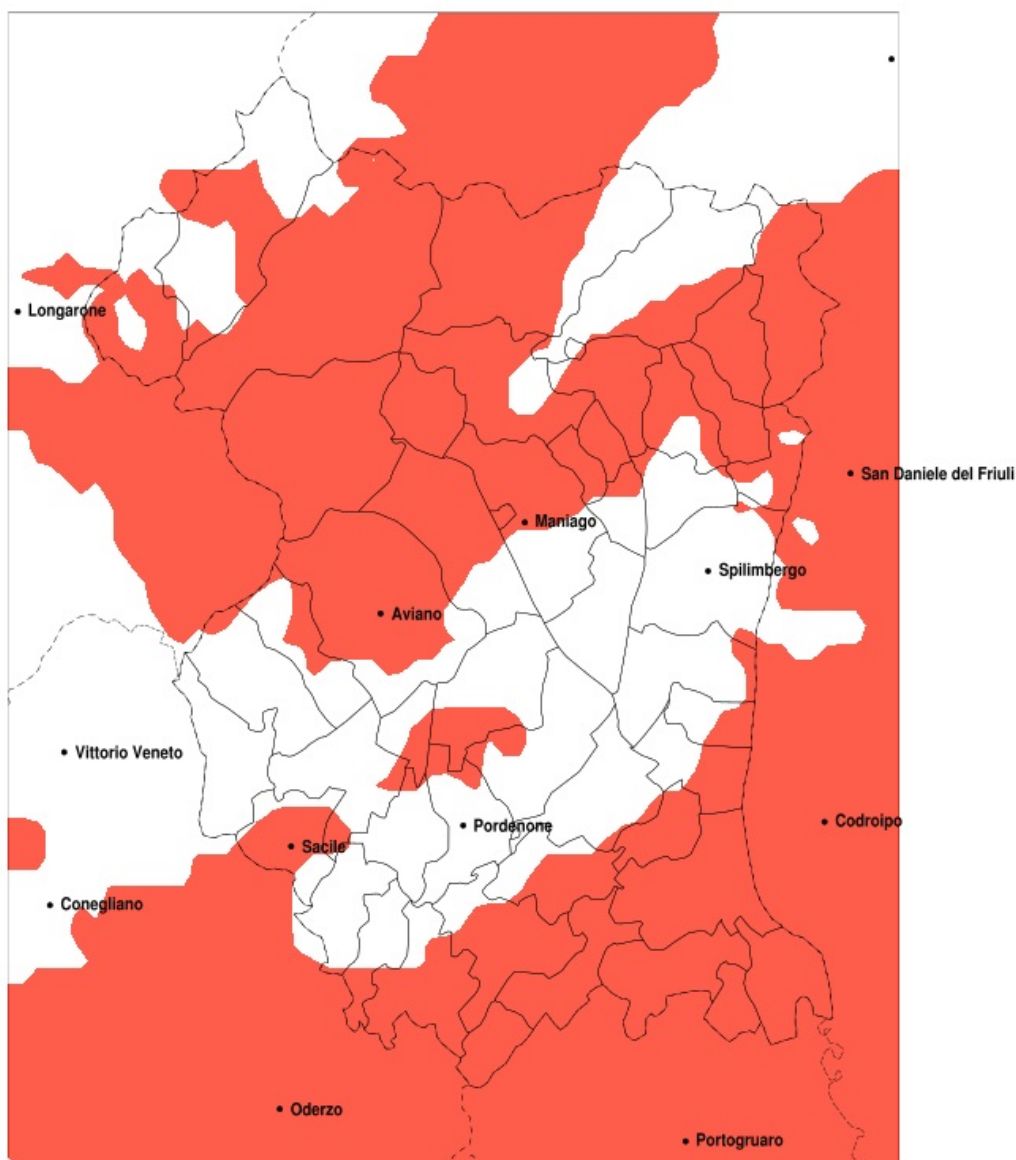 Longarone
San Daniele del Friuli
Maniago
Spilimbergo
Aviano
Vittorio Veneto
Codroipo
Pordenone
Sacile
Conegliano
Oderzo
Portogruaro